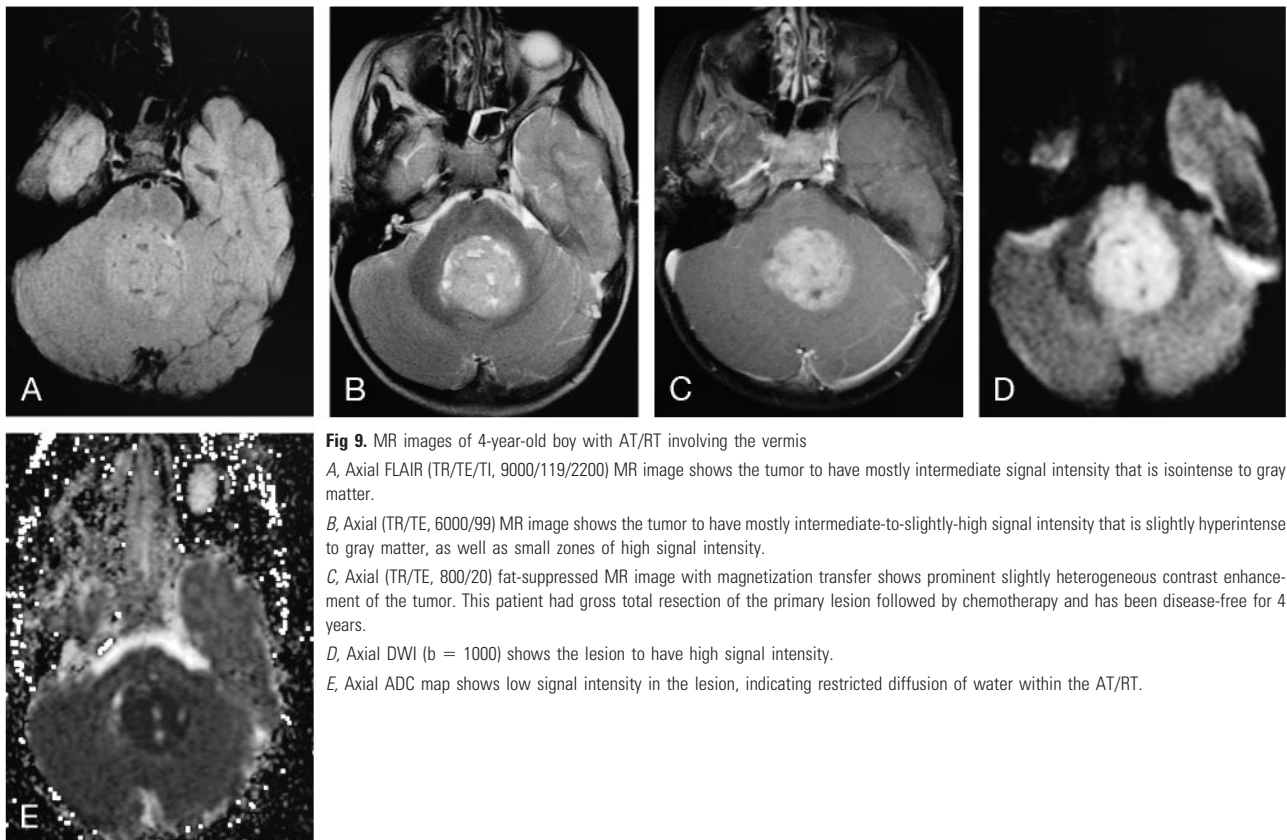 A
B
C
D
E
Fig 9. MR images of 4-year-old boy with AT/RT involving the vermis
A, Axial FLAIR (TR/TE/TI, 9000/119/2200) MR image shows the tumor to have mostly intermediate signal intensity that is isointense to gray
matter.
B, Axial (TR/TE, 6000/99) MR image shows the tumor to have mostly intermediate-to-slightly-high signal intensity that is slightly hyperintense
to gray matter, as well as small zones of high signal intensity.
C, Axial (TR/TE, 800/20) fat-suppressed MR image with magnetization transfer shows prominent slightly heterogeneous contrast enhance-
ment of the tumor. This patient had gross total resection of the primary lesion followed by chemotherapy and has been disease-free for 4
years.
D, Axial DWI (b = 1000) shows the lesion to have high signal intensity.
E, Axial ADC map shows low signal intensity in the lesion, indicating restricted diffusion of water within the AT/RT.